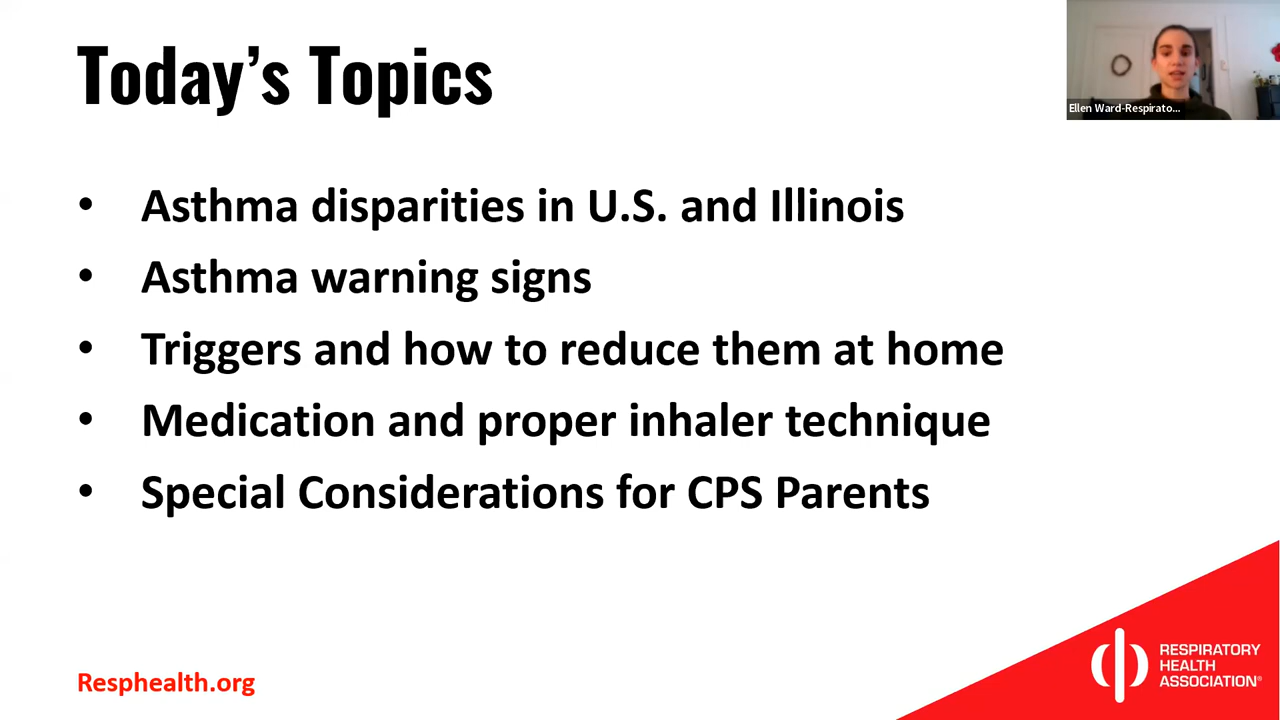 Today’s Topics
Ellen Ward-Respirato...
• Asthma disparities in U.S. and Illinois
• Asthma warning signs
• Triggers and how to reduce them at home
• Medication and proper inhaler technique
• Special Considerations for CPS Parents
Resphealth.org
RESPIRATORY
HEALTH
ASSOCIATION®